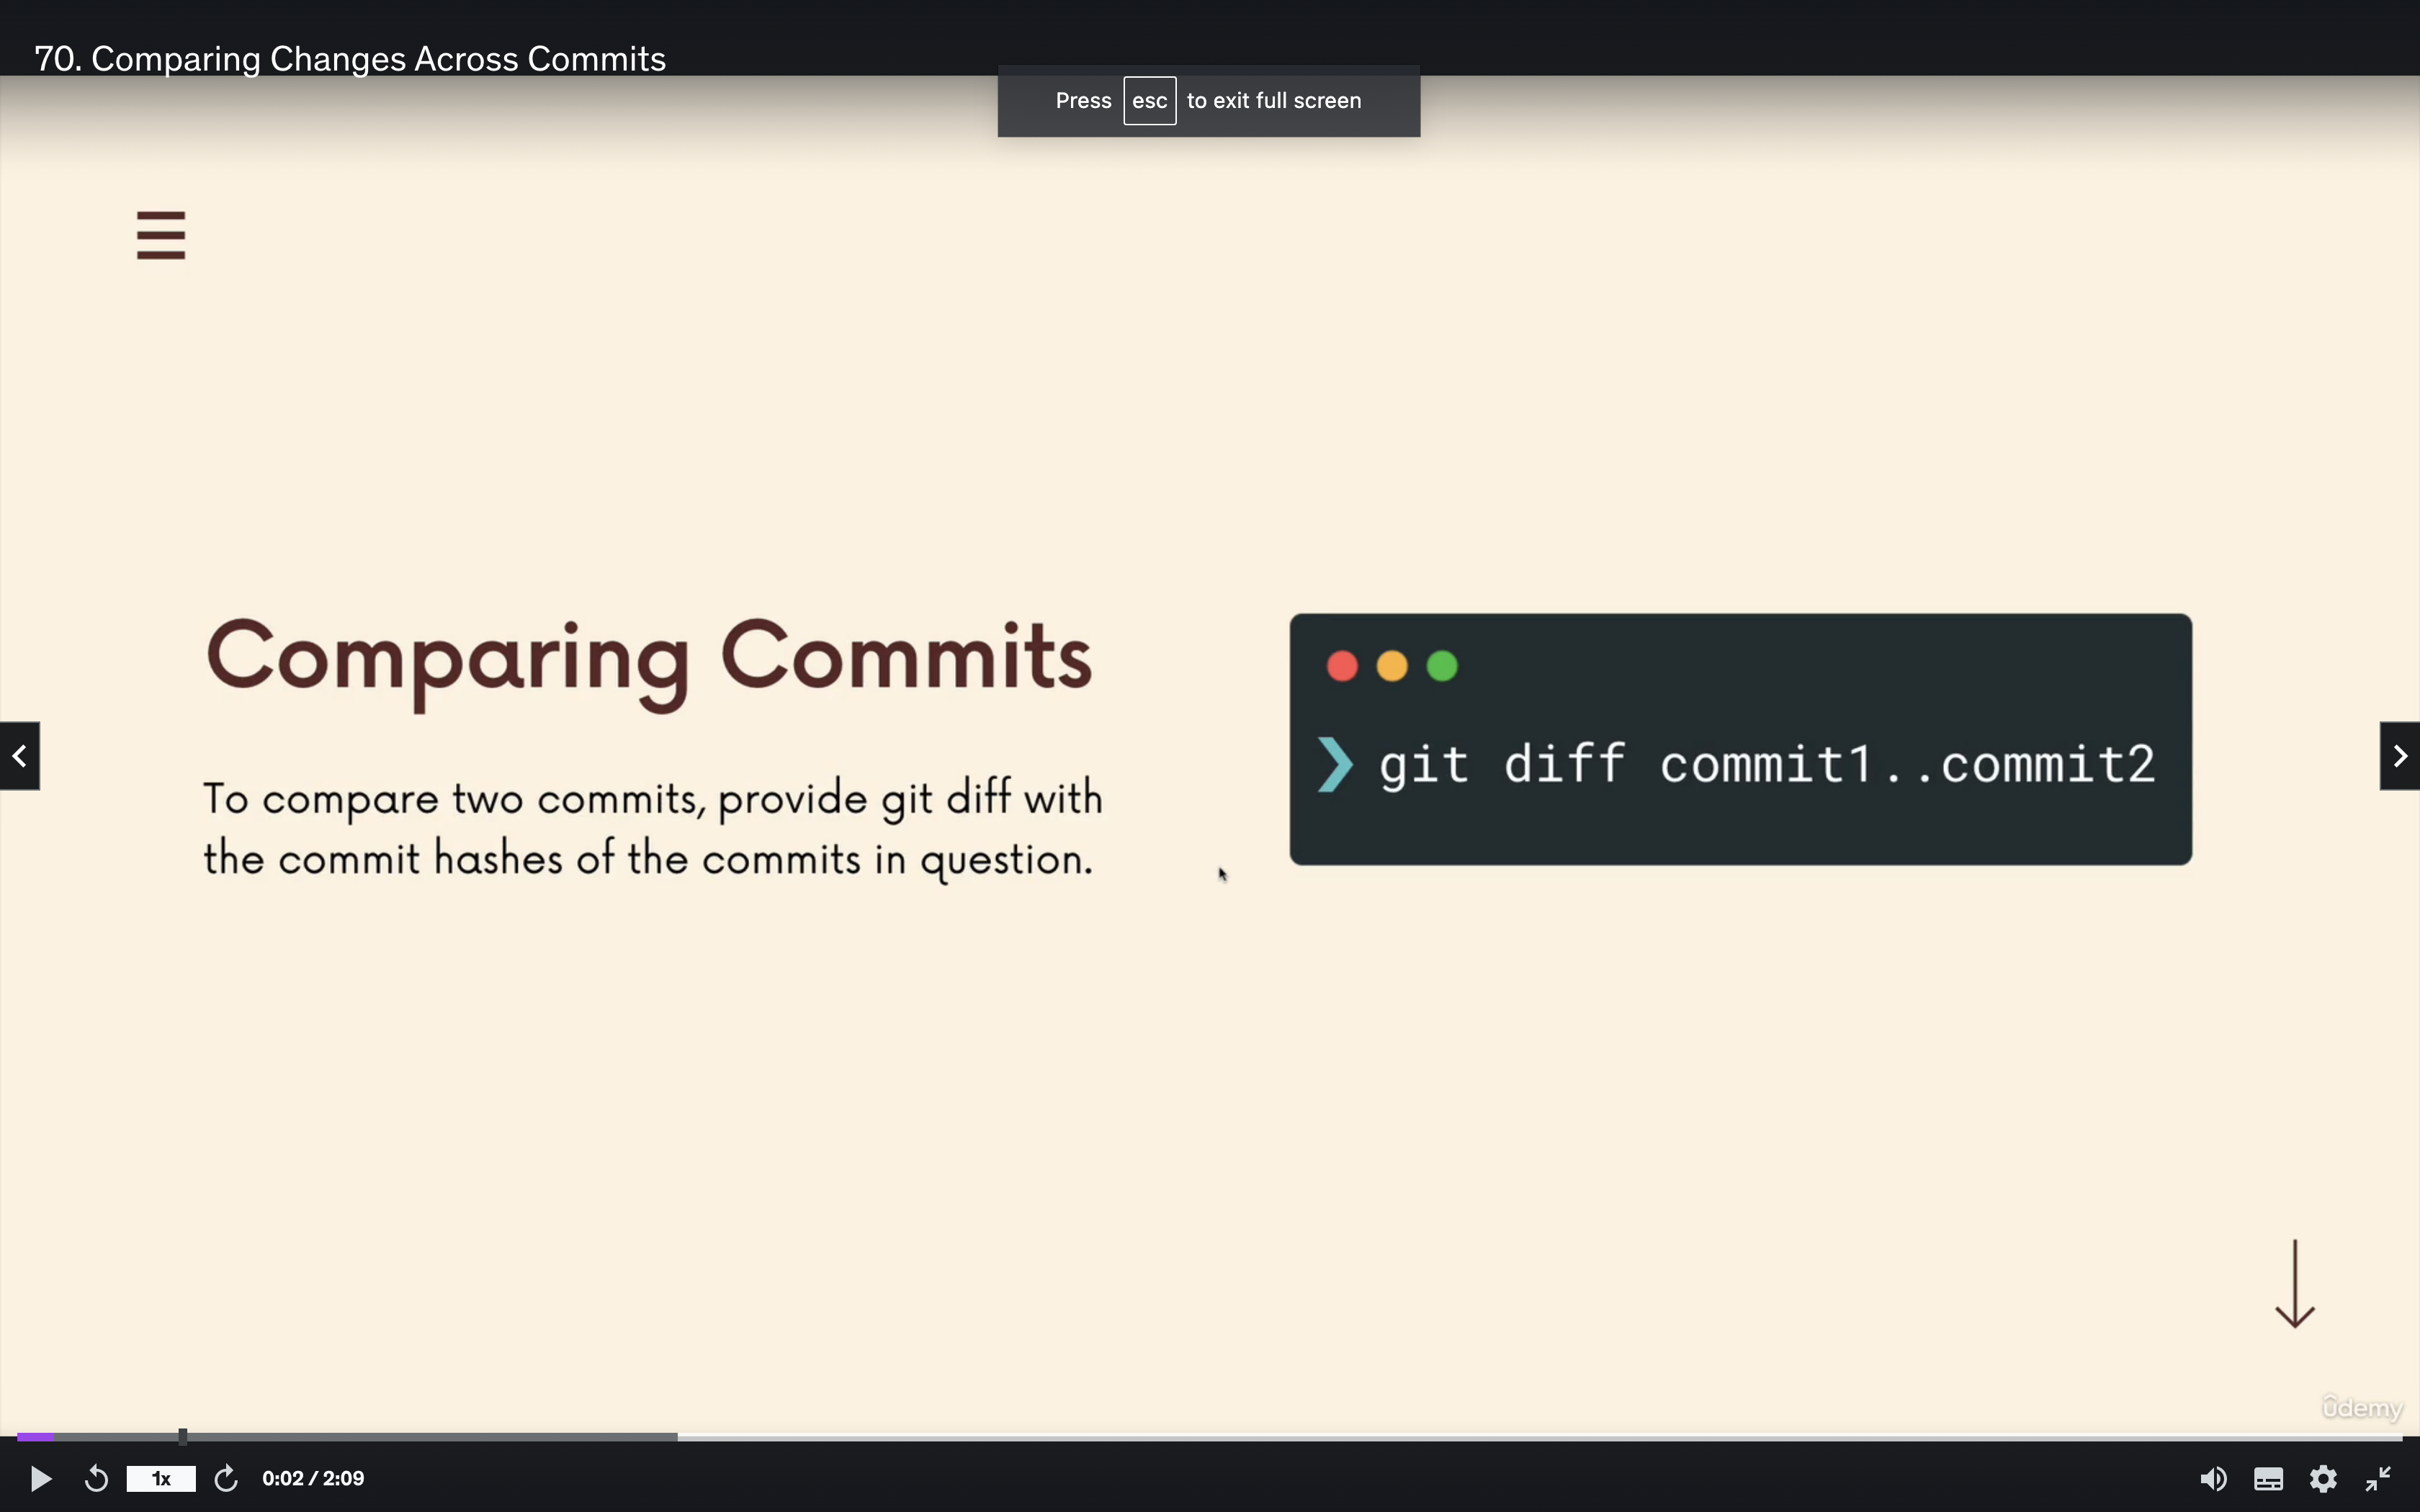 70. Comparing Changes Across Commits
Press esc to exit full screen
Comparing Commits
To compare two commits, provide git diff with
the commit hashes of the commits in question.
❯ git diff commit1..commit2
ûdemy
1x
0:02 / 2:09